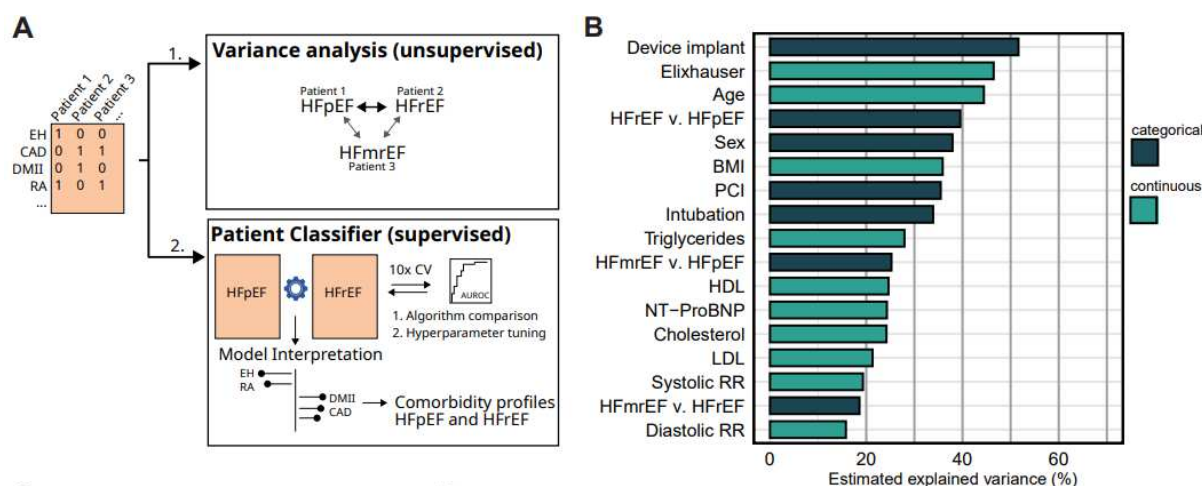 A
1.
Variance analysis (unsupervised)
Patient 1
Patient 2
Patient 3
...
EH 1 0 0
CAD 0 1 1
DMII 0 1 0
RA 1 0 1
...
Patient 1
HFpEF
Patient 2
HFrEF
HFmrEF
Patient 3
2.
Patient Classifier (supervised)
HFpEF
HFrEF
10x CV
AUROC
1. Algorithm comparison
2. Hyperparameter tuning
Model Interpretation
EH
RA
DMII
CAD
Comorbidity profiles
HFpEF and HFrEF
B
Device implant
Elixhauser
Age
HFrEF v. HFpEF
Sex
BMI
PCI
Intubation
Triglycerides
HFmrEF v. HFpEF
HDL
NT−ProBNP
Cholesterol
LDL
Systolic RR
HFmrEF v. HFrEF
Diastolic RR
0 20 40 60
Estimated explained variance (%)
categorical
continuous